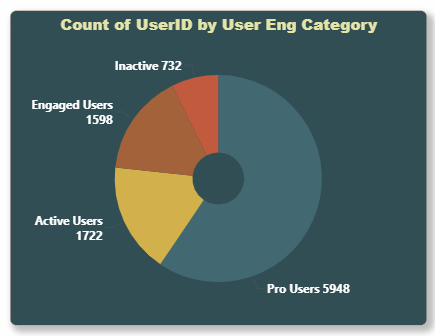 Count of UserID by User Eng Category
Inactive 732
Engaged Users
1598
Active Users
1722
Pro Users 5948